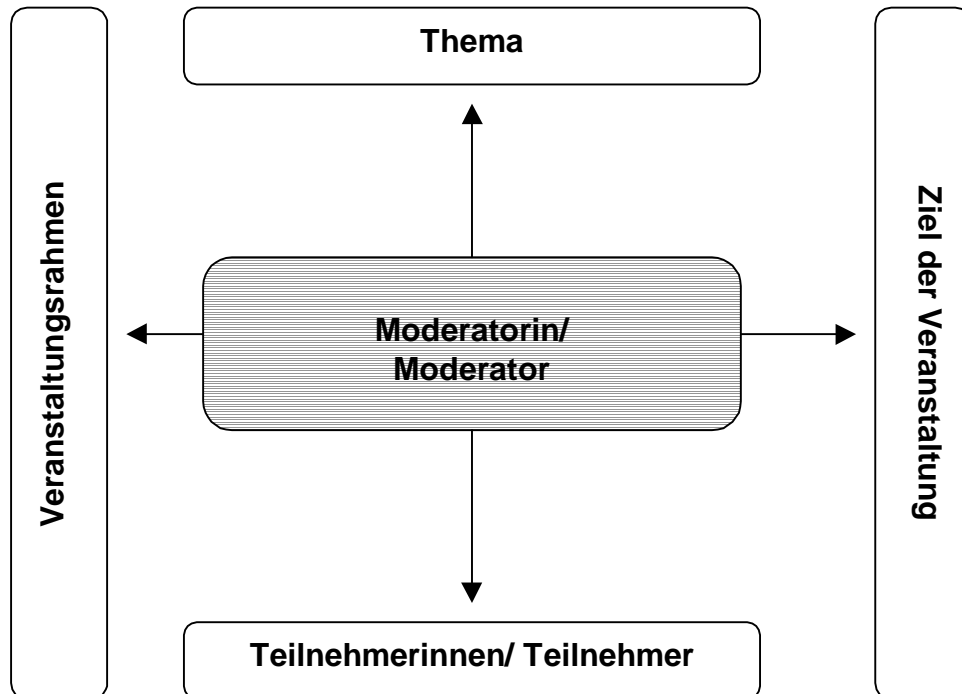 Thema
Veranstaltungsrahmen
Moderatorin/
Moderator
Ziel der Veranstaltung
Teilnehmerinnen/ Teilnehmer